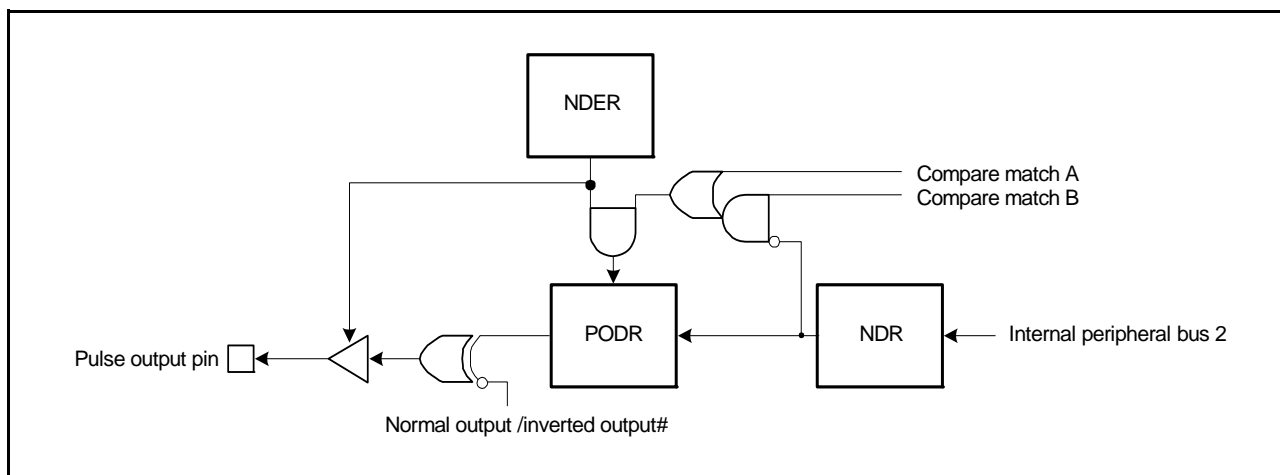 NDER
Compare match A
Compare match B
PODR
NDR
Internal peripheral bus 2
Pulse output pin
Normal output /inverted output#